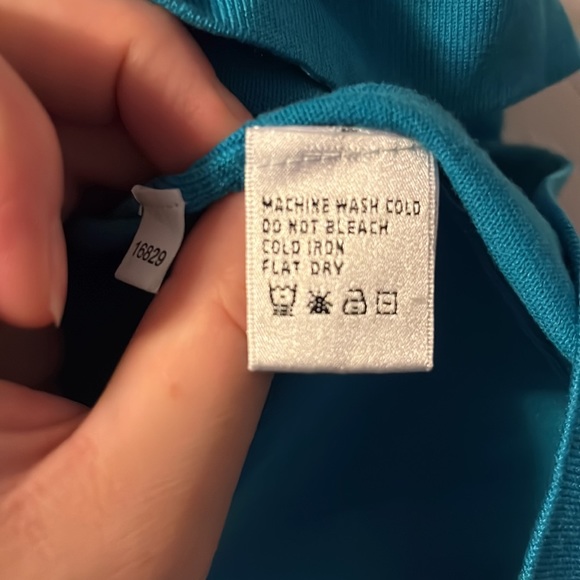 MACHINE WASH COLD
DO NOT BLEACH
COLD IRON
FLAT DRY
16829